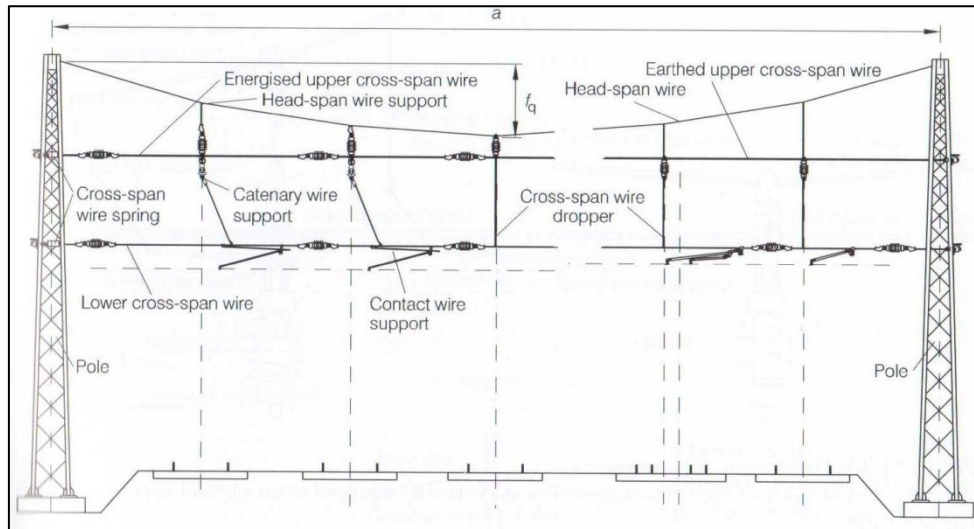 a
Energised upper cross-span wire
Head-span wire support
f_q
Earthed upper cross-span wire
Head-span wire
Cross-span
wire spring
Catenary wire
support
Cross-span wire
dropper
Lower cross-span wire
Contact wire
support
Pole
Pole